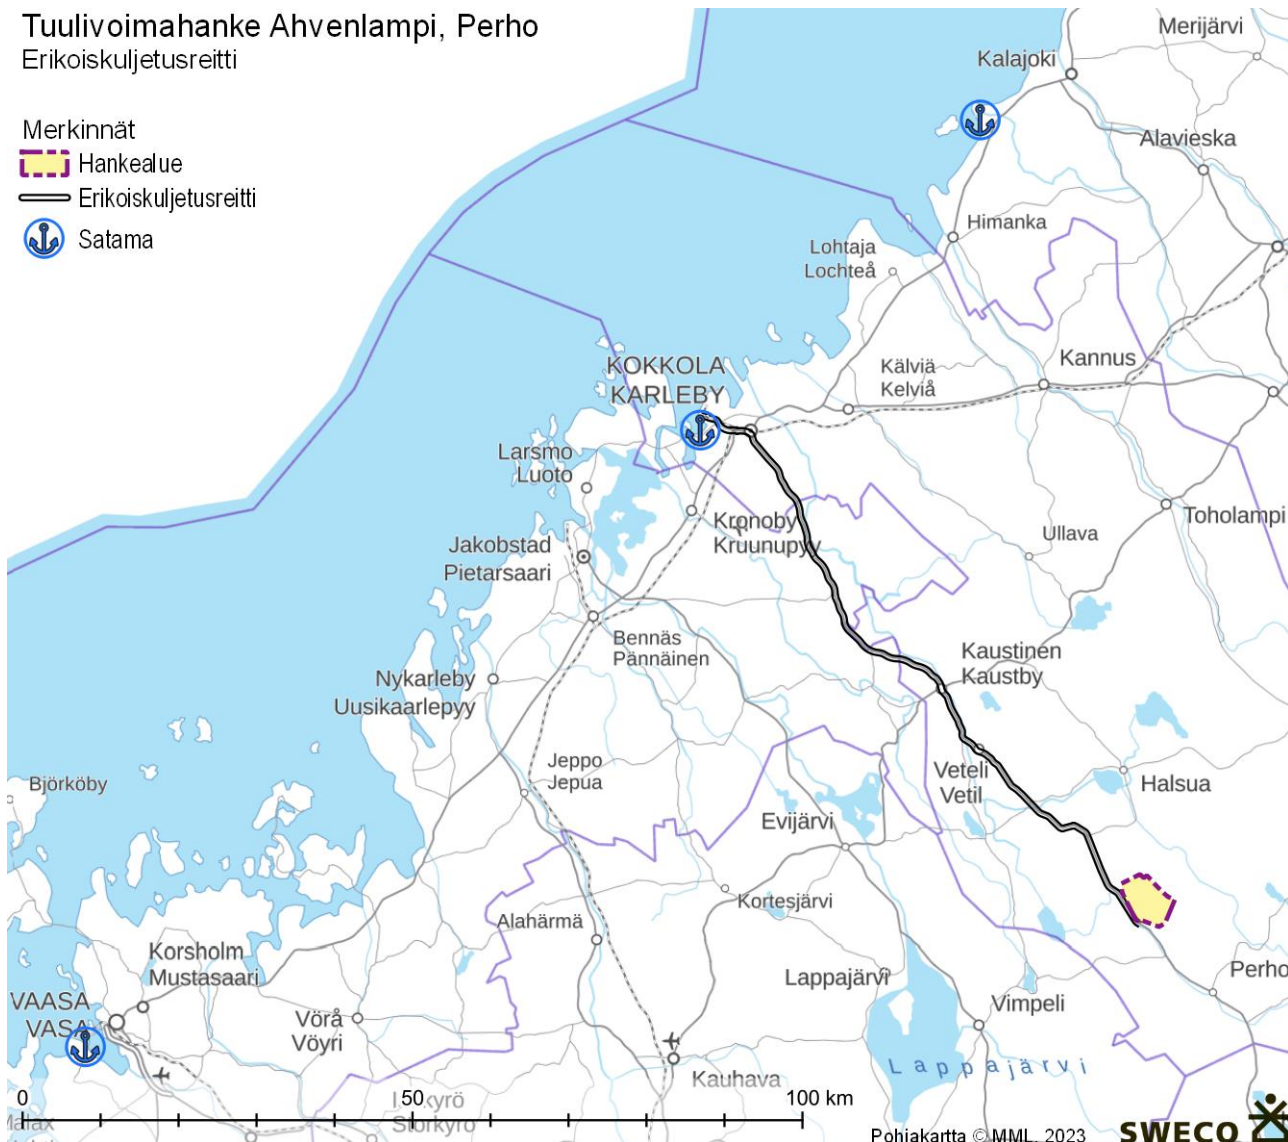 Tuulivoimahanke Ahvenlampi, Perho
Erikoiskuljetusreitti
Merkinnät
Hankealue
Erikoiskuljetusreitti
Satama
Merijärvi
Kalajoki
Alavieska
Himanka
Lohtaja
Lochteå
KOKKOLA
KARLEBY
Kälviä
Kelviå
Kannus
Larsmo
Luoto
Kronoby
Kruunupyy
Toholampi
Ullava
Jakobstad
Pietarsaari
Bennäs
Pännäinen
Kaustinen
Kaustby
Nykarleby
Uusikaarlepyy
Jeppo
Jepua
Björköby
Veteli
Vetil
Halsua
Evijärvi
Kortesjärvi
Alahärmä
Korsholm
Mustasaari
Lappajärvi
Perho
VAASA
VASA
Vörå
Vöyri
Vimpeli
Lappajärvi
Kauhava
0 50 100 km
kyrö
Storkyro
Malax
Pohjakartta © MML, 2023
SWECO